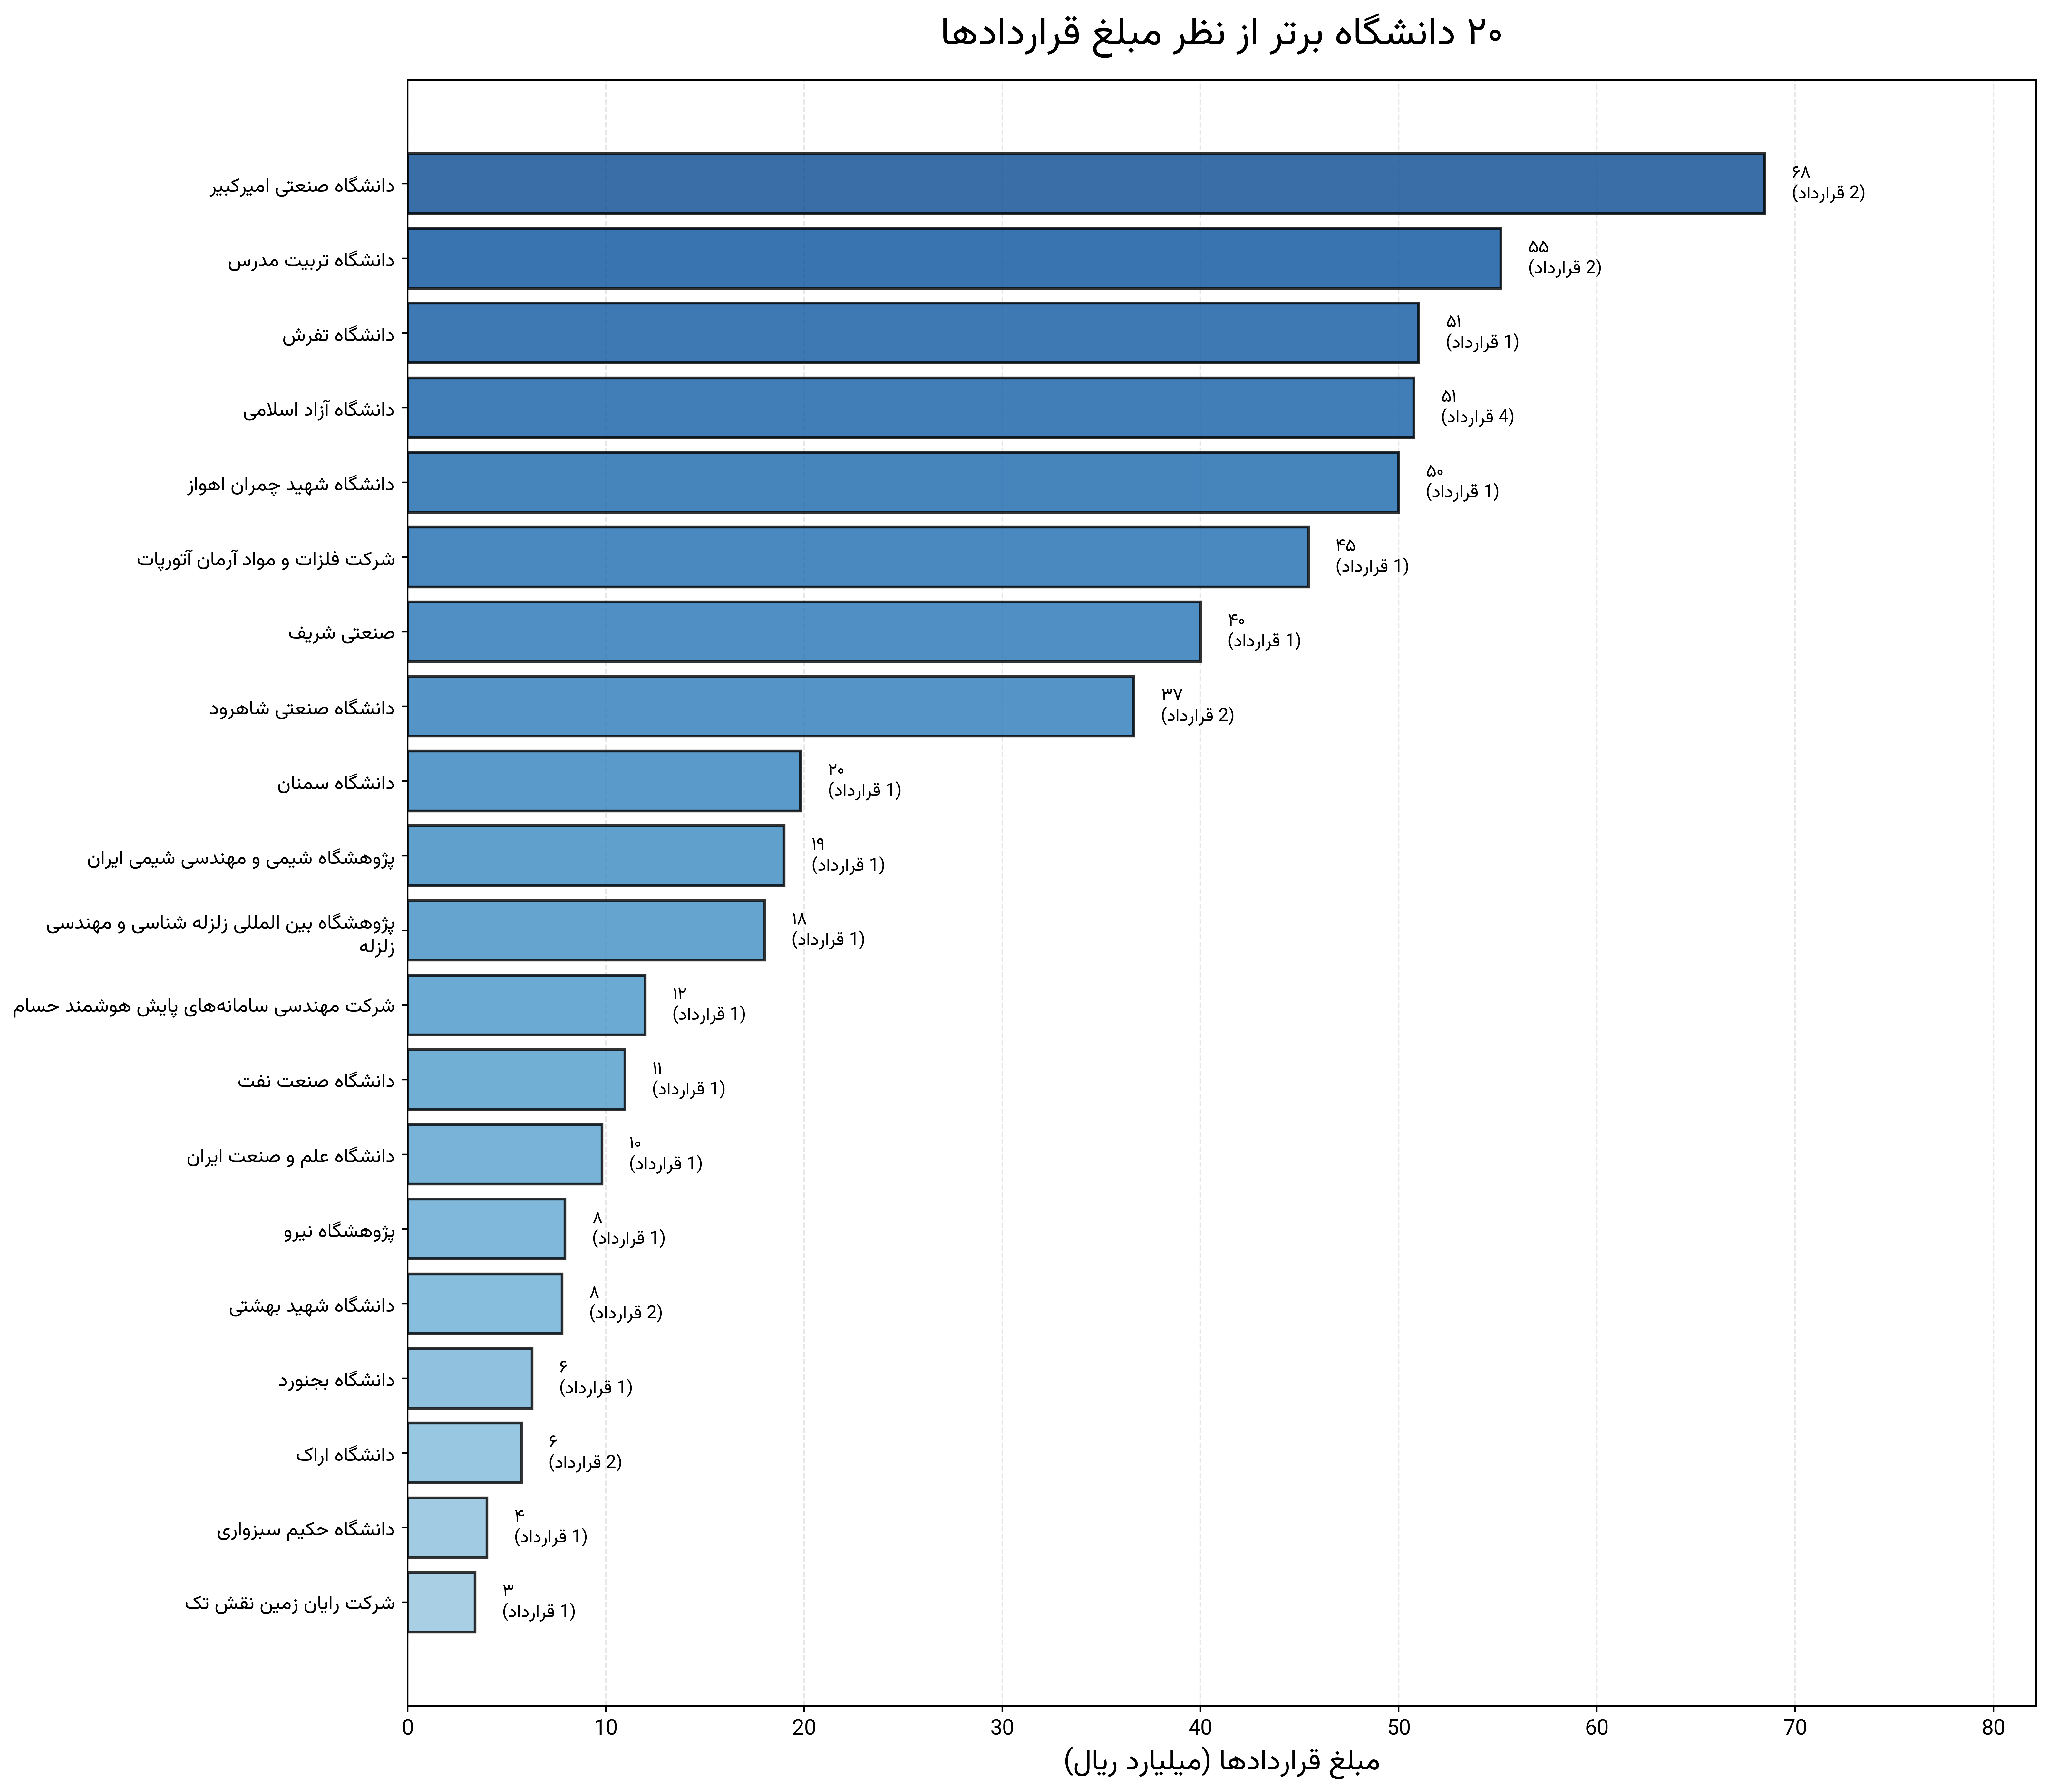 ۲۰ دانشگاه برتر از نظر مبلغ قراردادها
دانشگاه صنعتی امیرکبیر
۶۸
(2 قرارداد)
دانشگاه تربیت مدرس
۵۵
(2 قرارداد)
دانشگاه تفرش
۵۱
(1 قرارداد)
دانشگاه آزاد اسلامی
۵۱
(4 قرارداد)
دانشگاه شهید چمران اهواز
۵۰
(1 قرارداد)
شرکت فلزات و مواد آرمان آتورپات
۴۵
(1 قرارداد)
صنعتی شریف
۴۰
(1 قرارداد)
دانشگاه صنعتی شاهرود
۳۷
(2 قرارداد)
دانشگاه سمنان
۲۰
(1 قرارداد)
پژوهشگاه شیمی و مهندسی شیمی ایران
۱۹
(1 قرارداد)
پژوهشگاه بین المللی زلزله شناسی و مهندسی
زلزله
۱۸
(1 قرارداد)
شرکت مهندسی سامانه‌های پایش هوشمند حسام
۱۲
(1 قرارداد)
دانشگاه صنعت نفت
۱۱
(1 قرارداد)
دانشگاه علم و صنعت ایران
۱۰
(1 قرارداد)
پژوهشگاه نیرو
۸
(1 قرارداد)
دانشگاه شهید بهشتی
۸
(2 قرارداد)
دانشگاه بجنورد
۶
(1 قرارداد)
دانشگاه اراک
۶
(2 قرارداد)
دانشگاه حکیم سبزواری
۴
(1 قرارداد)
شرکت رایان زمین نقش تک
۳
(1 قرارداد)
0 10 20 30 40 50 60 70 80
مبلغ قراردادها (میلیارد ریال)